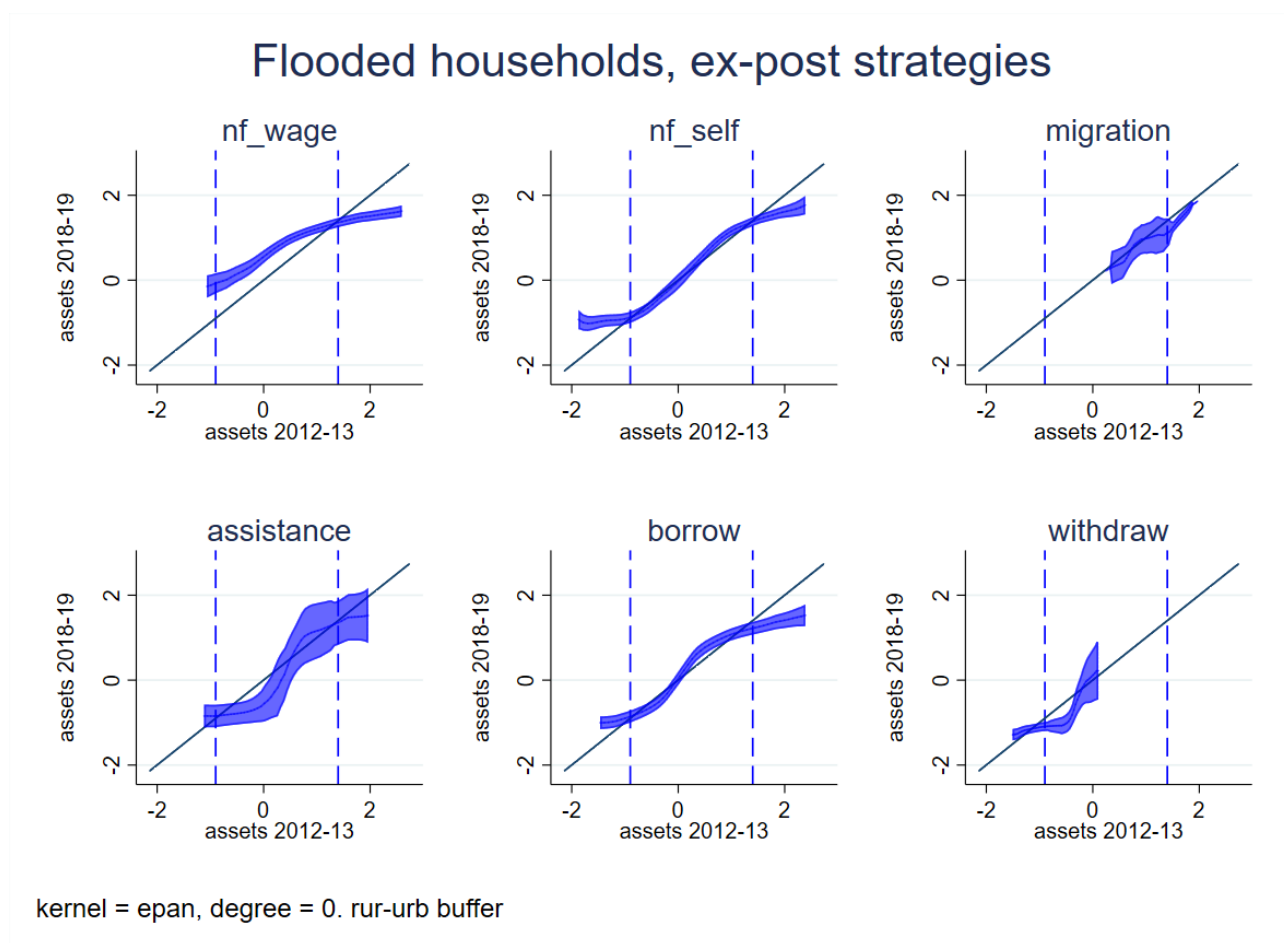 Flooded households, ex-post strategies
nf_wage
assets 2018-19
2
0
-2
-2 0 2
assets 2012-13
nf_self
assets 2018-19
2
0
-2
-2 0 2
assets 2012-13
migration
assets 2018-19
2
0
-2
-2 0 2
assets 2012-13
assistance
assets 2018-19
2
0
-2
-2 0 2
assets 2012-13
borrow
assets 2018-19
2
0
-2
-2 0 2
assets 2012-13
withdraw
assets 2018-19
2
0
-2
-2 0 2
assets 2012-13
kernel = epan, degree = 0. rur-urb buffer